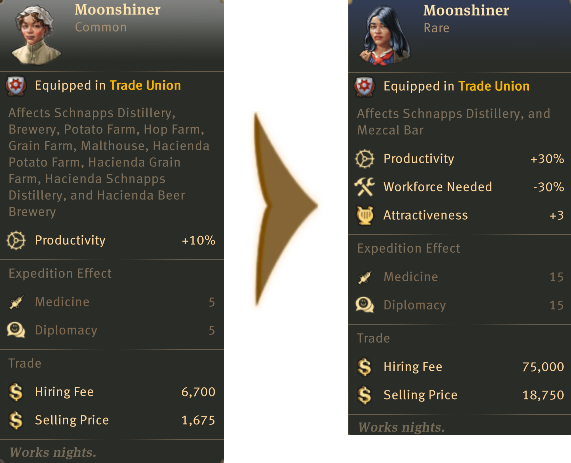 Moonshiner
Common
Equipped in Trade Union
Affects Schnapps Distillery,
Brewery, Potato Farm, Hop Farm,
Grain Farm, Malthouse, Hacienda
Potato Farm, Hacienda Grain
Farm, Hacienda Schnapps
Distillery, and Hacienda Beer
Brewery
Productivity +10%
Expedition Effect
Medicine 5
Diplomacy 5
Trade
Hiring Fee 6,700
Selling Price 1,675
Works nights.
Moonshiner
Rare
Equipped in Trade Union
Affects Schnapps Distillery, and
Mezcal Bar
Productivity +30%
Workforce Needed -30%
Attractiveness +3
Expedition Effect
Medicine 15
Diplomacy 15
Trade
Hiring Fee 75,000
Selling Price 18,750
Works nights.